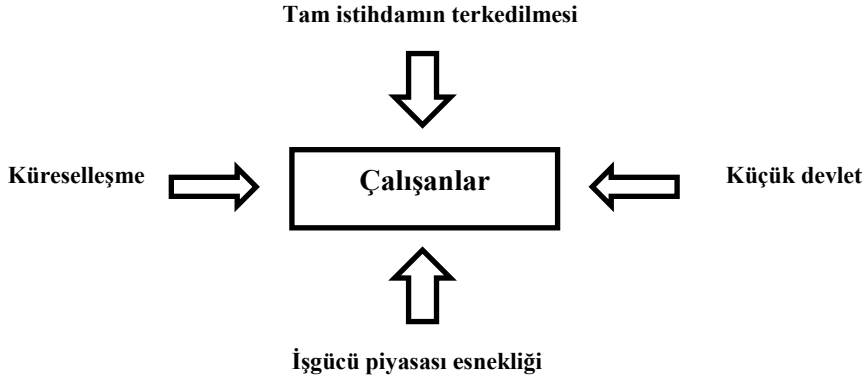 Tam istihdamın terkedilmesi
Küreselleşme
Çalışanlar
Küçük devlet
İşgücü piyasası esnekliği